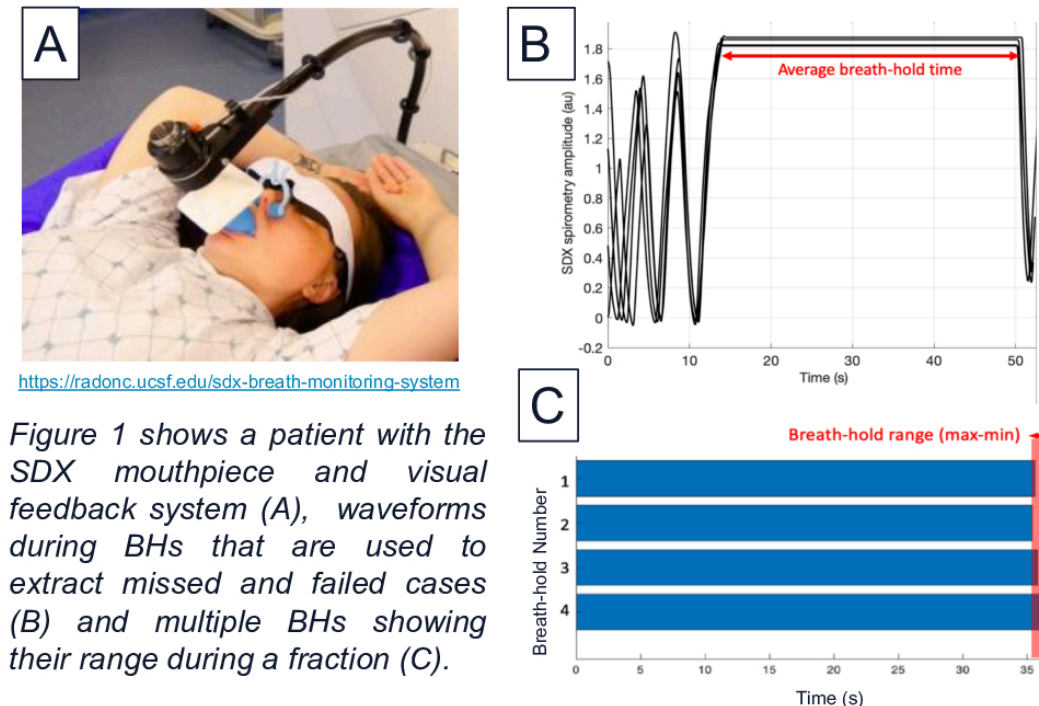 A
https://radonc.ucsf.edu/sdx-breath-monitoring-system
Figure 1 shows a patient with the
SDX mouthpiece and visual
feedback system (A), waveforms
during BHs that are used to
extract missed and failed cases
(B) and multiple BHs showing
their range during a fraction (C).
B
SDX spirometry amplitude (au)
1.8
1.6
1.4
1.2
1
0.8
0.6
0.4
0.2
0
-0.2
Average breath-hold time
0 10 20 30 40 50
Time (s)
C
Breath-hold range (max-min)
Breath-hold Number
1
2
3
4
0 5 10 15 20 25 30 35
Time (s)